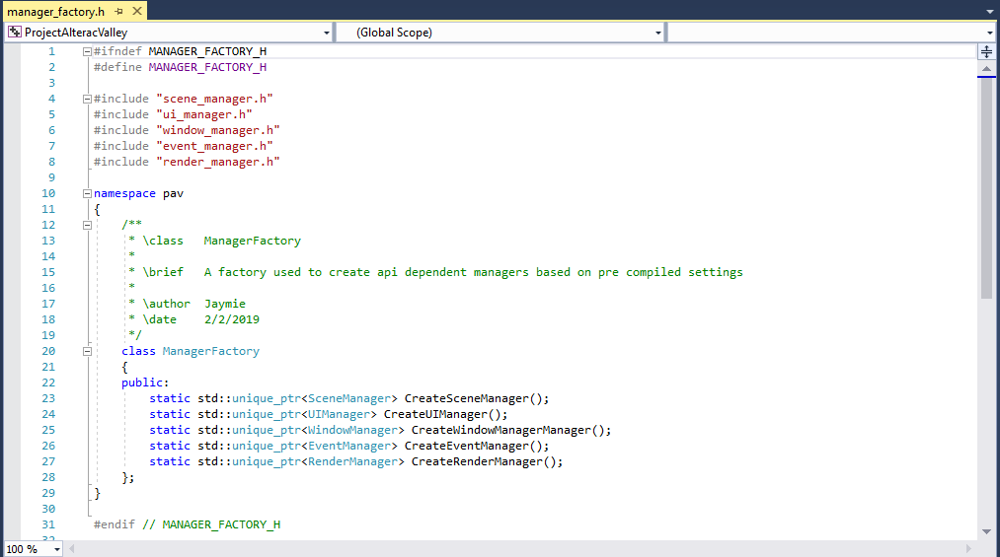 manager_factory.h
ProjectAlteracValley (Global Scope)
1 #ifndef MANAGER_FACTORY_H
2 #define MANAGER_FACTORY_H
3
4 #include "scene_manager.h"
5 #include "ui_manager.h"
6 #include "window_manager.h"
7 #include "event_manager.h"
8 #include "render_manager.h"
9
10 namespace pav
11 {
12 /**
13 * \class ManagerFactory
14 *
15 * \brief A factory used to create api dependent managers based on pre compiled settings
16 *
17 * \author Jaymie
18 * \date 2/2/2019
19 */
20 class ManagerFactory
21 {
22 public:
23 static std::unique_ptr<SceneManager> CreateSceneManager();
24 static std::unique_ptr<UIManager> CreateUIManager();
25 static std::unique_ptr<WindowManager> CreateWindowManagerManager();
26 static std::unique_ptr<EventManager> CreateEventManager();
27 static std::unique_ptr<RenderManager> CreateRenderManager();
28 };
29 }
30
31 #endif // MANAGER_FACTORY_H
32
100 %